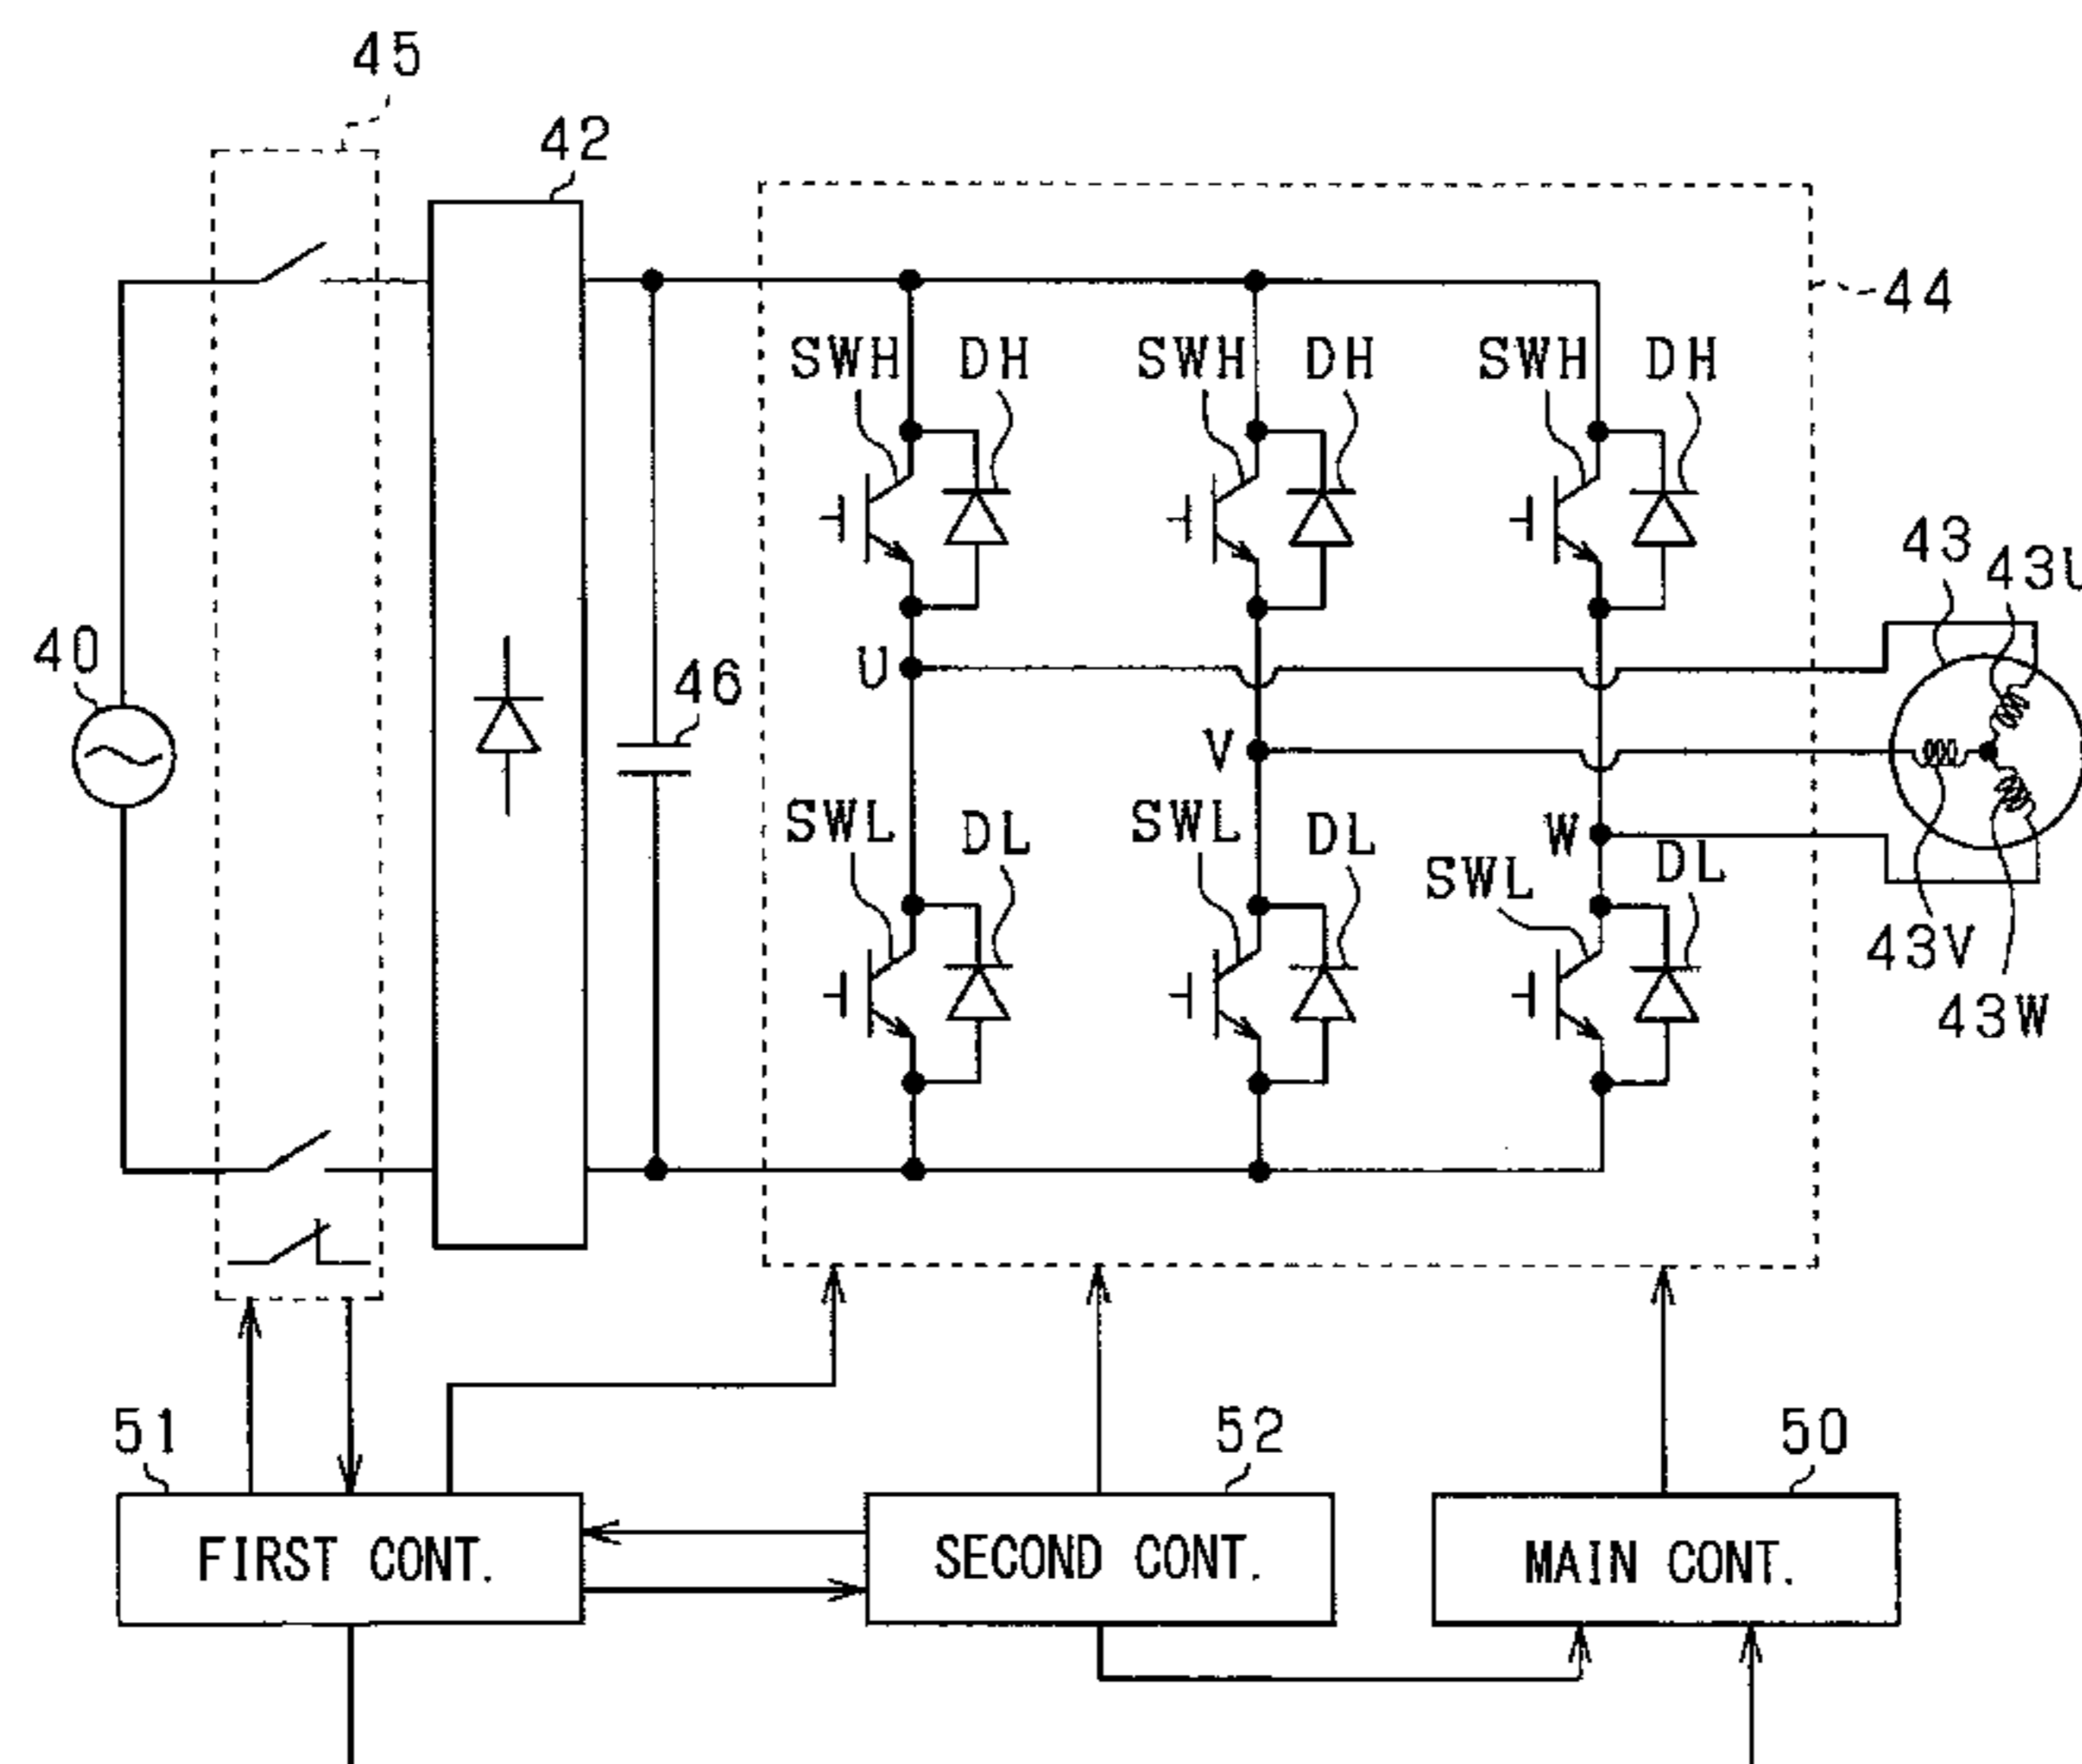 45
42
44
SWH DH SWH DH SWH DH
43
43U
40
U
46
V
SWL DL SWL DL W DL
SWL
43V
43W
51
52
50
FIRST CONT.
SECOND CONT.
MAIN CONT.